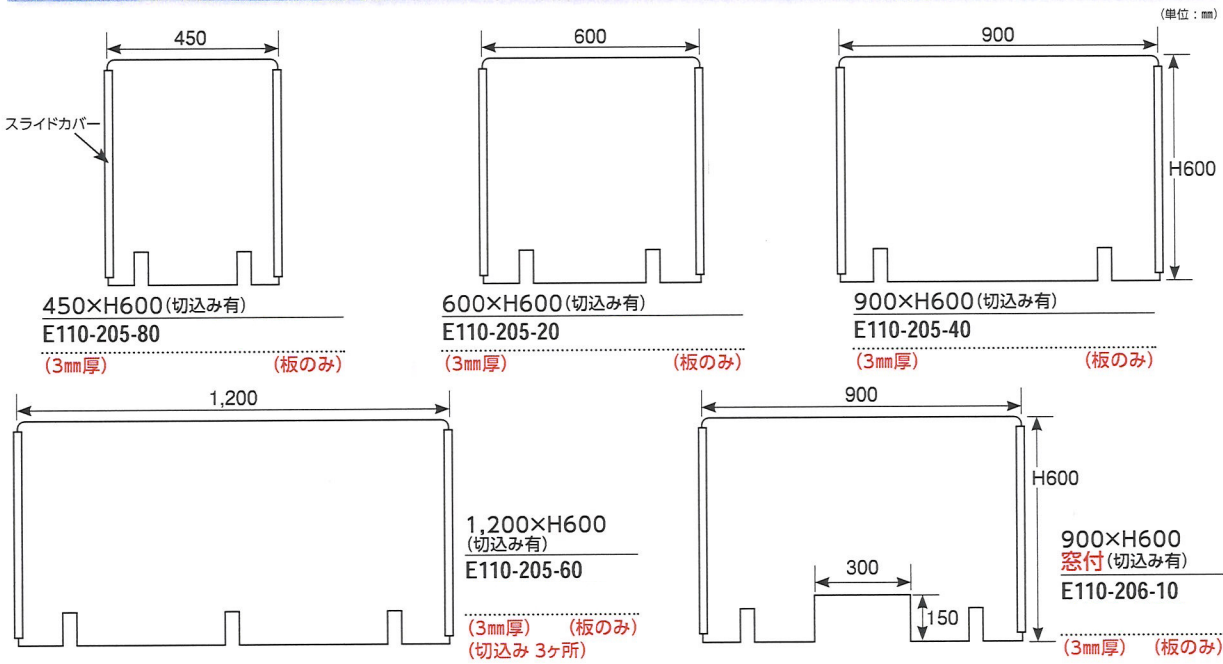 (単位:㎜)
450
スライドカバー
450×H600(切込み有)
E110-205-80
(3㎜厚) (板のみ)
600
600×H600(切込み有)
E110-205-20
(3㎜厚) (板のみ)
900
H600
900×H600(切込み有)
E110-205-40
(3㎜厚) (板のみ)
1,200
1,200×H600
(切込み有)
E110-205-60
(3㎜厚) (板のみ)
(切込み 3ヶ所)
900
H600
300
150
900×H600
窓付(切込み有)
E110-206-10
(3㎜厚) (板のみ)